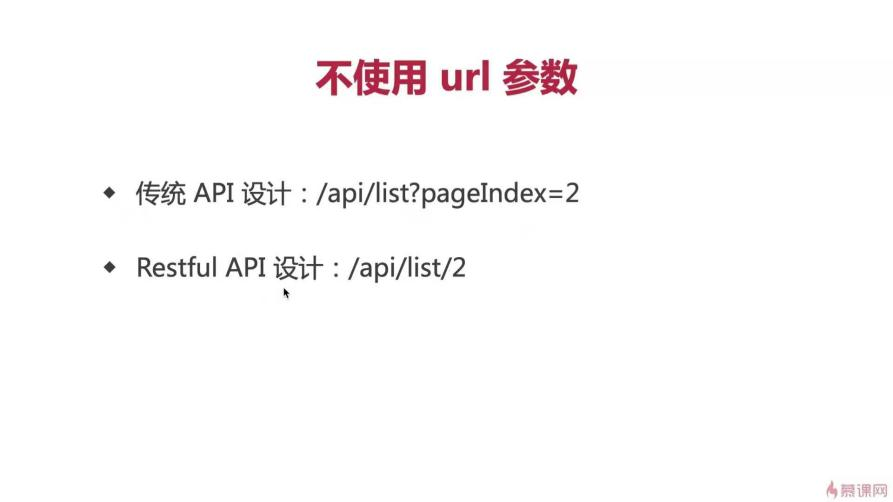 不使用 url 参数
◆ 传统 API 设计：/api/list?pageIndex=2
◆ Restful API 设计：/api/list/2
慕课网